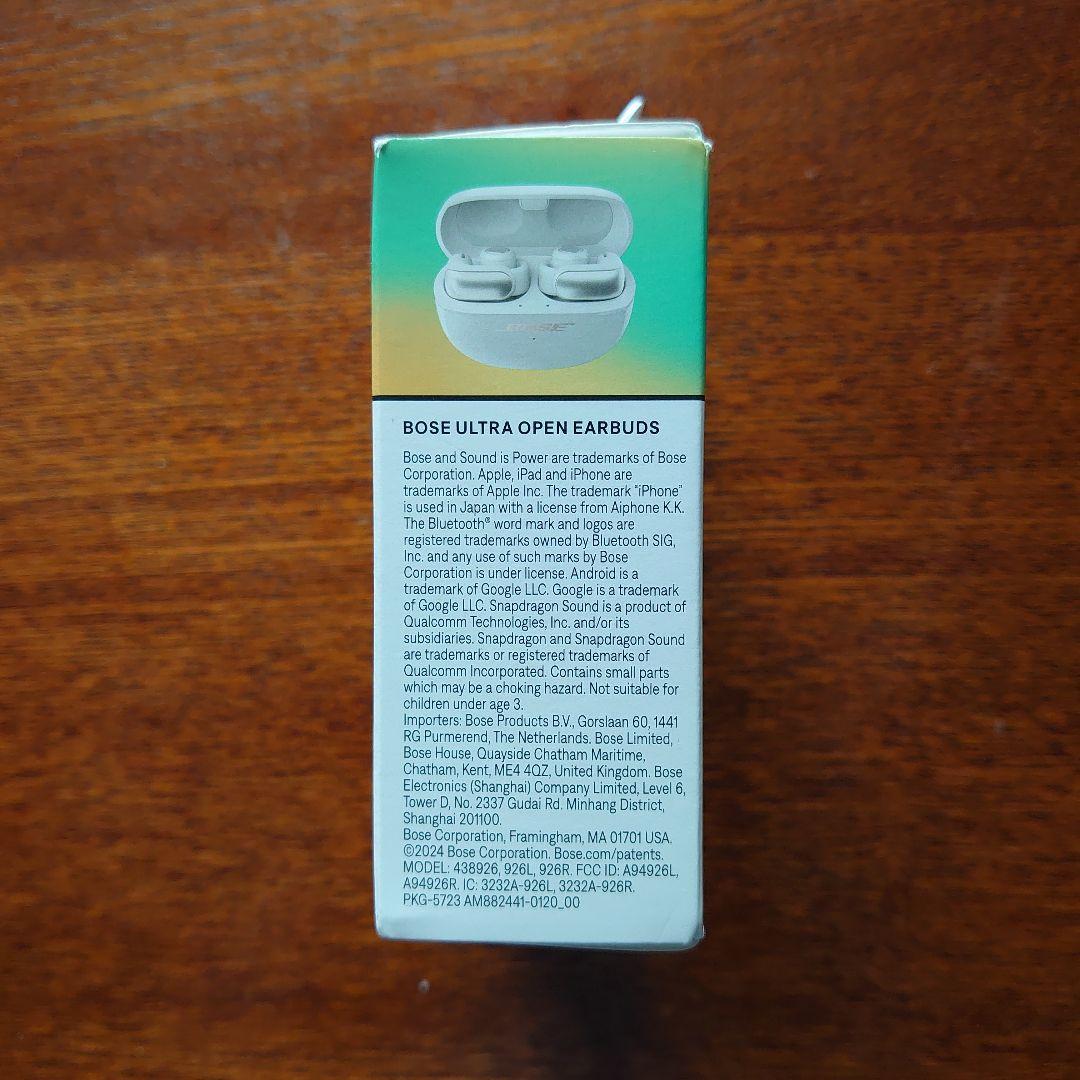 BOSE
BOSE ULTRA OPEN EARBUDS
Bose and Sound is Power are trademarks of Bose
Corporation. Apple, iPad and iPhone are
trademarks of Apple Inc. The trademark "iPhone"
is used in Japan with a license from Aiphone K.K.
The Bluetooth® word mark and logos are
registered trademarks owned by Bluetooth SIG,
Inc. and any use of such marks by Bose
Corporation is under license. Android is a
trademark of Google LLC. Google is a trademark
of Google LLC. Snapdragon Sound is a product of
Qualcomm Technologies, Inc. and/or its
subsidiaries. Snapdragon and Snapdragon Sound
are trademarks or registered trademarks of
Qualcomm Incorporated. Contains small parts
which may be a choking hazard. Not suitable for
children under age 3.
Importers: Bose Products B.V., Gorslaan 60, 1441
RG Purmerend, The Netherlands. Bose Limited,
Bose House, Quayside Chatham Maritime,
Chatham, Kent, ME4 4QZ, United Kingdom. Bose
Electronics (Shanghai) Company Limited, Level 6,
Tower D, No. 2337 Gudai Rd. Minhang District,
Shanghai 201100.
Bose Corporation, Framingham, MA 01701 USA.
©2024 Bose Corporation. Bose.com/patents.
MODEL: 438926, 926L, 926R. FCC ID: A94926L,
A94926R. IC: 3232A-926L, 3232A-926R.
PKG-5723 AM882441-0120_00